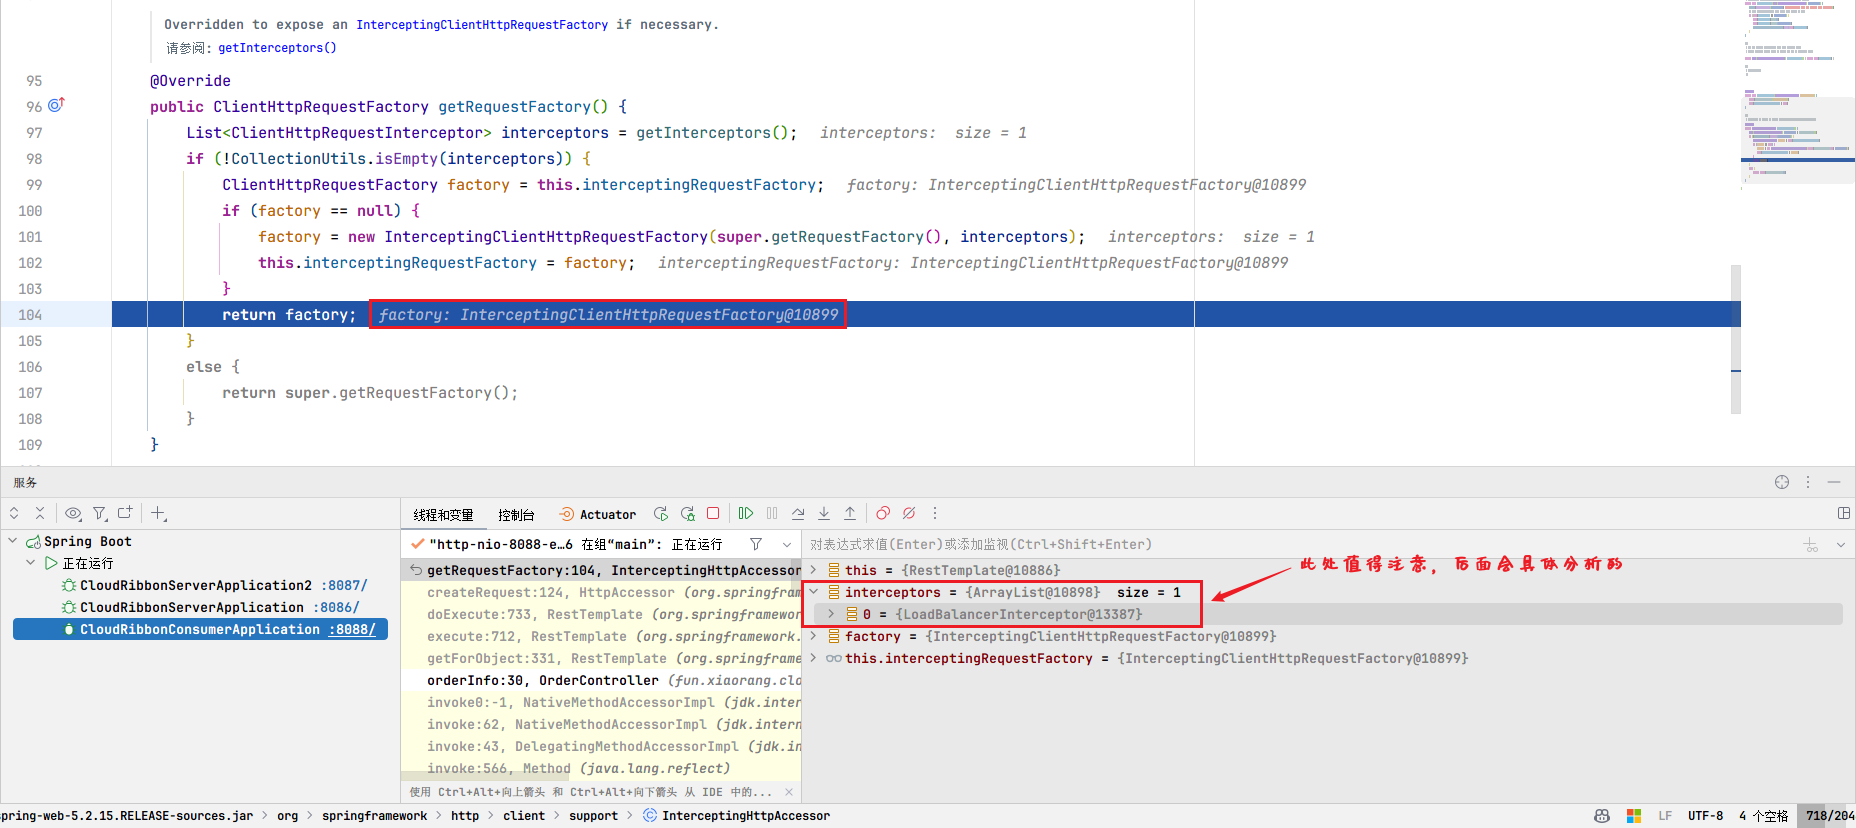 Overridden to expose an InterceptingClientHttpRequestFactory if necessary.
请参阅: getInterceptors()
95 @Override
96 public ClientHttpRequestFactory getRequestFactory() {
97 List<ClientHttpRequestInterceptor> interceptors = getInterceptors(); interceptors: size = 1
98 if (!CollectionUtils.isEmpty(interceptors)) {
99 ClientHttpRequestFactory factory = this.interceptingRequestFactory; factory: InterceptingClientHttpRequestFactory@10899
100 if (factory == null) {
101 factory = new InterceptingClientHttpRequestFactory(super.getRequestFactory(), interceptors); interceptors: size = 1
102 this.interceptingRequestFactory = factory; interceptingRequestFactory: InterceptingClientHttpRequestFactory@10899
103 }
104 return factory; factory: InterceptingClientHttpRequestFactory@10899
105 }
106 else {
107 return super.getRequestFactory();
108 }
109 }
服务
线程和变量 控制台 Actuator
Spring Boot
正在运行
CloudRibbonServerApplication2 :8087/
CloudRibbonServerApplication :8086/
CloudRibbonConsumerApplication :8088/
"http-nio-8088-e…6 在组“main”: 正在运行
getRequestFactory:104, InterceptingHttpAccessor
createRequest:124, HttpAccessor (org.springfram
doExecute:733, RestTemplate (org.springframewor
execute:712, RestTemplate (org.springframework.
getForObject:331, RestTemplate (org.springframe
orderInfo:30, OrderController (fun.xiaorang.clo
invoke0:-1, NativeMethodAccessorImpl (jdk.inter
invoke:62, NativeMethodAccessorImpl (jdk.intern
invoke:43, DelegatingMethodAccessorImpl (jdk.in
invoke:566, Method (java.lang.reflect)
使用 Ctrl+Alt+向上箭头 和 Ctrl+Alt+向下箭头 从 IDE 中的...
对表达式求值(Enter)或添加监视(Ctrl+Shift+Enter)
this = {RestTemplate@10886}
interceptors = {ArrayList@10898} size = 1
0 = {LoadBalancerInterceptor@13387}
factory = {InterceptingClientHttpRequestFactory@10899}
this.interceptingRequestFactory = {InterceptingClientHttpRequestFactory@10899}
此处值得注意，后面会具体分析的
pring-web-5.2.15.RELEASE-sources.jar > org > springframework > http > client > support > InterceptingHttpAccessor
LF UTF-8 4 个空格 718/204